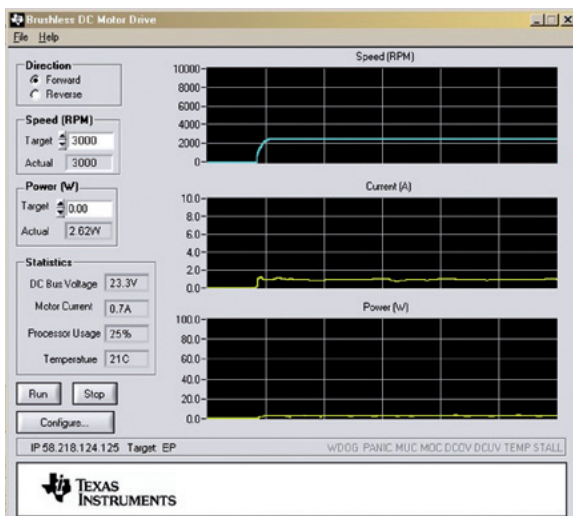 Brushless DC Motor Drive
File Help
Direction
Forward
Reverse
Speed (RPM)
Target 3000
Actual 3000
Power (W)
Target 0.00
Actual 2.62W
Statistics
DC Bus Voltage 23.3V
Motor Current 0.7A
Processor Usage 25%
Temperature 21C
Run Stop
Configure...
Speed (RPM)
10000
8000
6000
4000
2000
0
Current (A)
10.0
8.0
6.0
4.0
2.0
0.0
Power (W)
100.0
80.0
60.0
40.0
20.0
0.0
IP 58.218.124.125 Target: EP
WDOG PANIC MUC MOC DCOV DCUV TEMP STALL
TEXAS
INSTRUMENTS